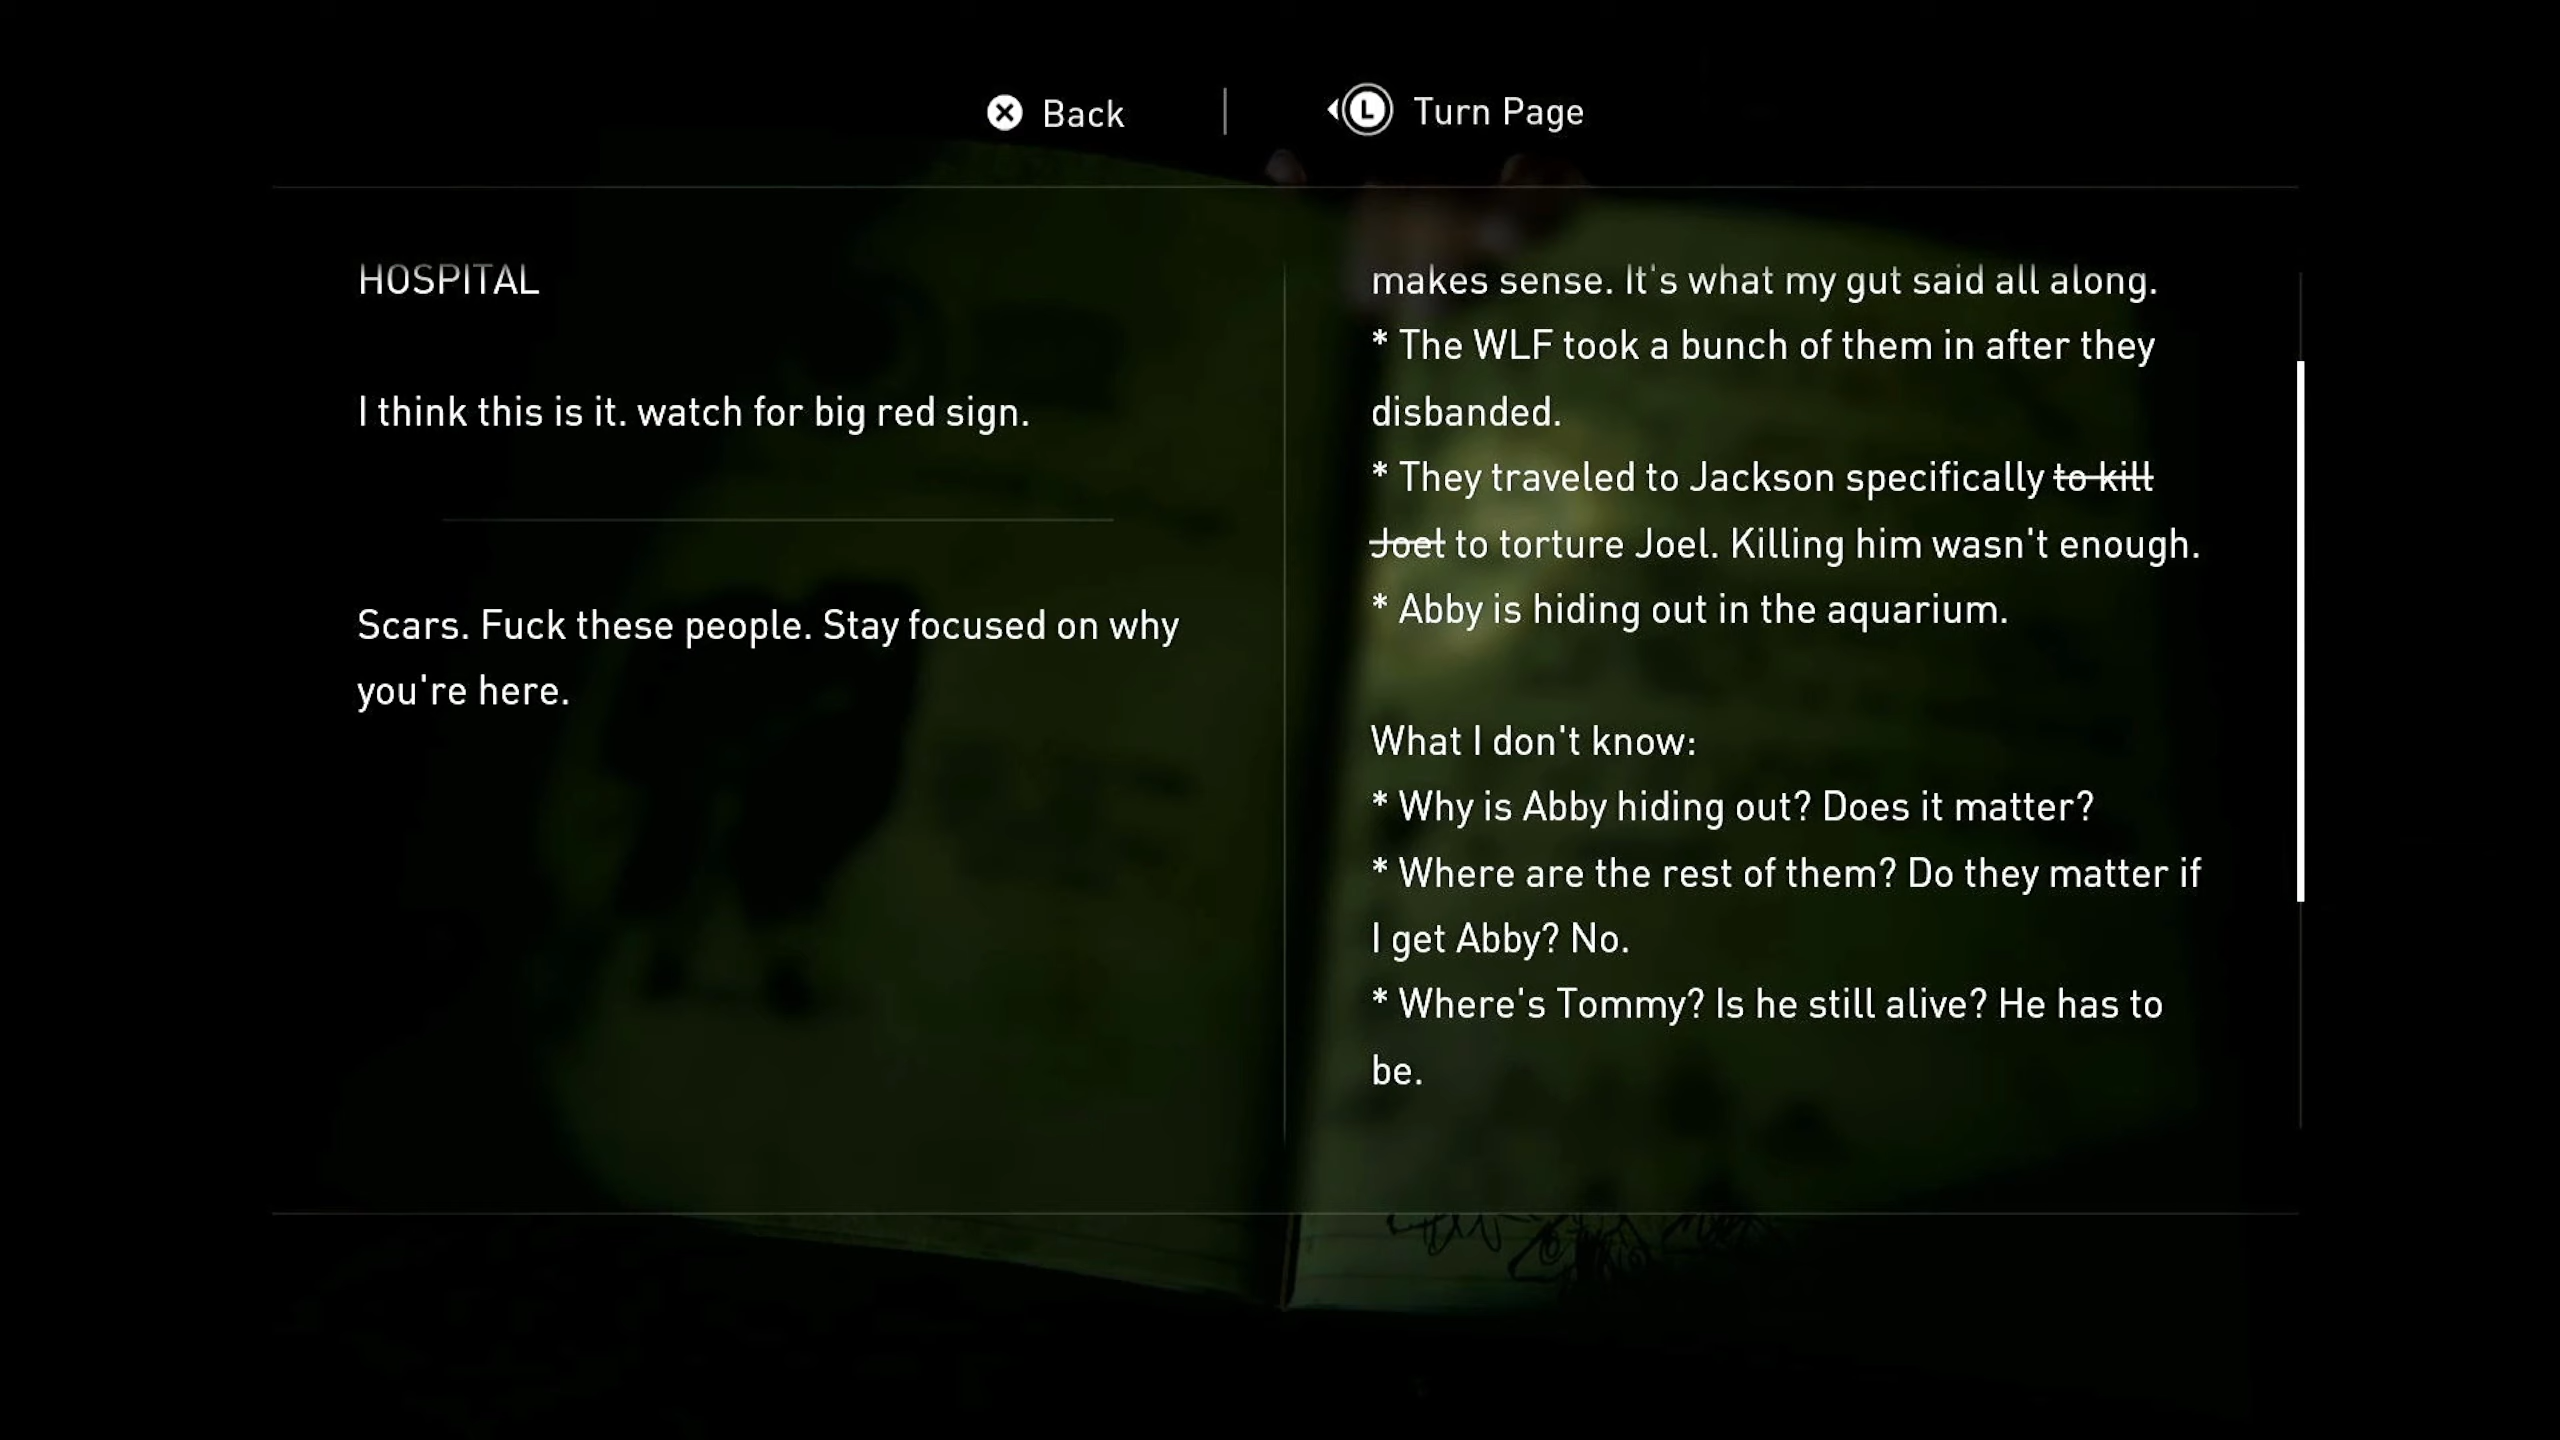 Back
L Turn Page
HOSPITAL
I think this is it. watch for big red sign.
Scars. Fuck these people. Stay focused on why
you're here.
makes sense. It's what my gut said all along.
* The WLF took a bunch of them in after they
disbanded.
* They traveled to Jackson specifically to kill
Joel to torture Joel. Killing him wasn't enough.
* Abby is hiding out in the aquarium.
What I don't know:
* Why is Abby hiding out? Does it matter?
* Where are the rest of them? Do they matter if
I get Abby? No.
* Where's Tommy? Is he still alive? He has to
be.